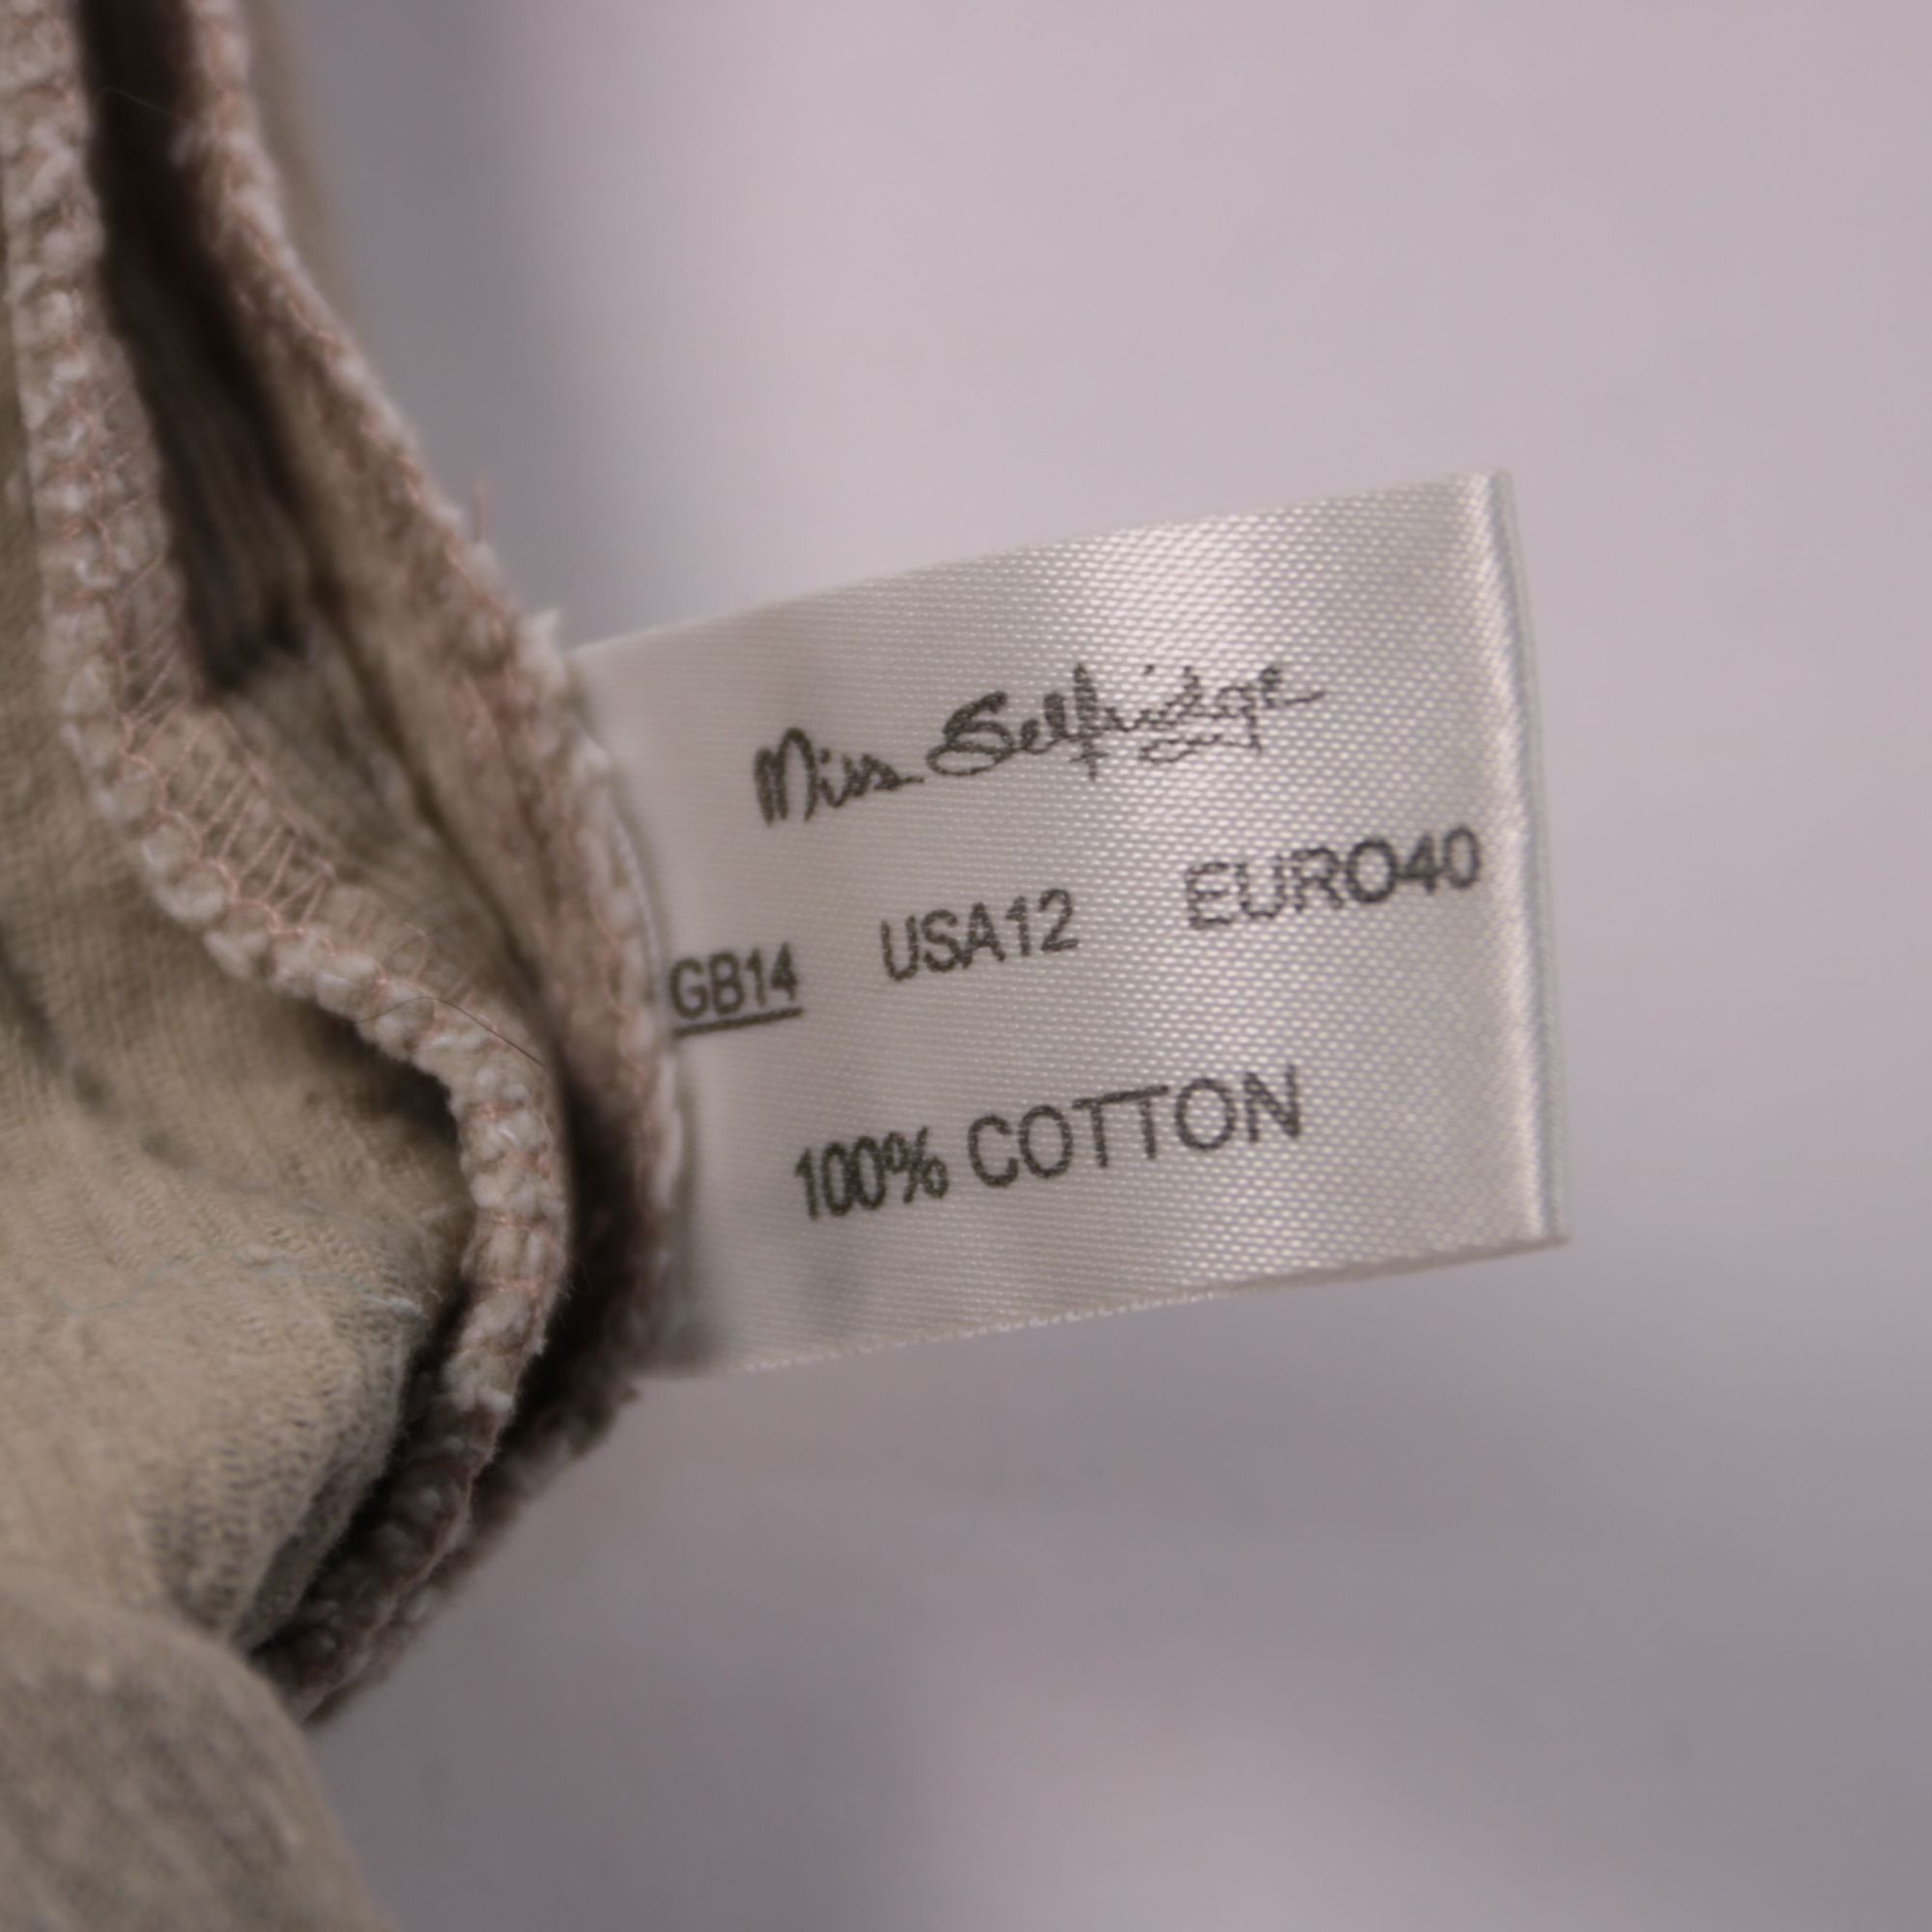 Miss Selfridge
GB14 USA12 EURO40
100% COTTON